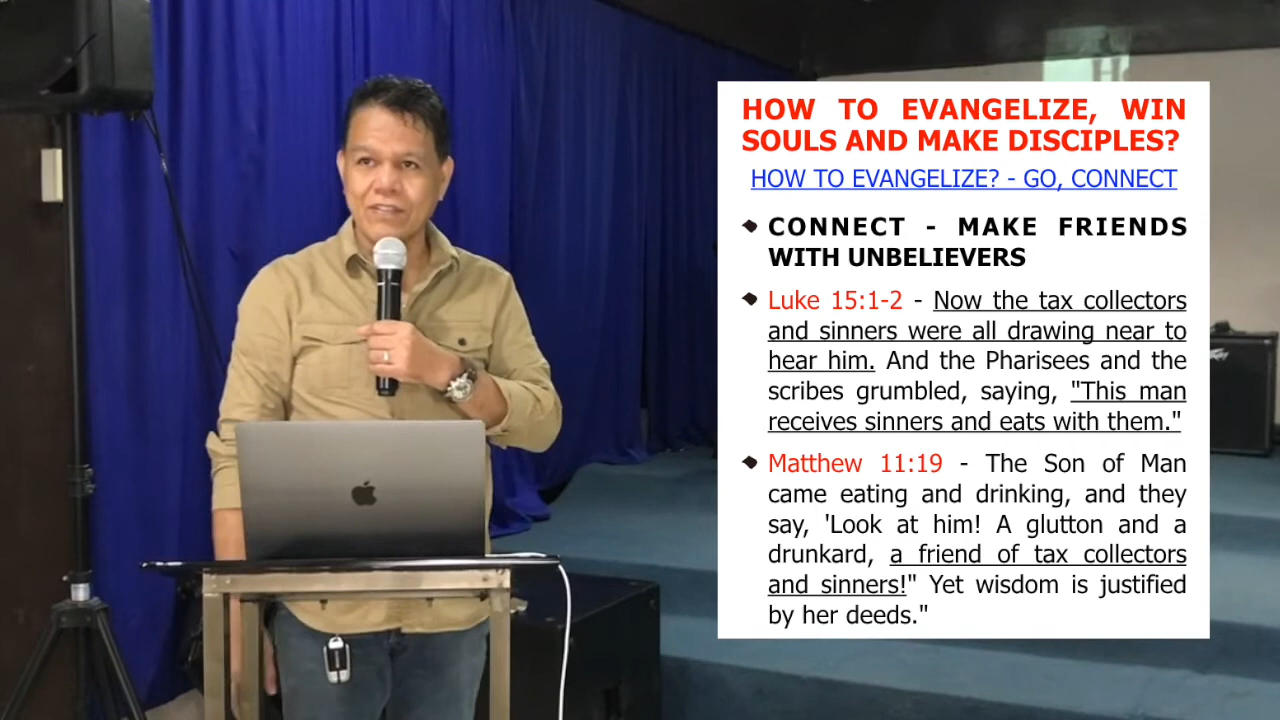 HOW TO EVANGELIZE, WIN
SOULS AND MAKE DISCIPLES?
HOW TO EVANGELIZE? - GO, CONNECT
CONNECT - MAKE FRIENDS
WITH UNBELIEVERS
Luke 15:1-2 - Now the tax collectors
and sinners were all drawing near to
hear him. And the Pharisees and the
scribes grumbled, saying, "This man
receives sinners and eats with them."
Matthew 11:19 - The Son of Man
came eating and drinking, and they
say, 'Look at him! A glutton and a
drunkard, a friend of tax collectors
and sinners!" Yet wisdom is justified
by her deeds."